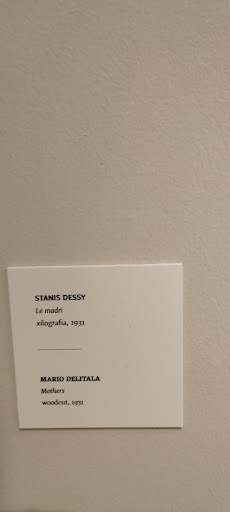 STANIS DESSY
Le madri
xilografia, 1931
MARIO DELITALA
Mothers
woodcut, 1931